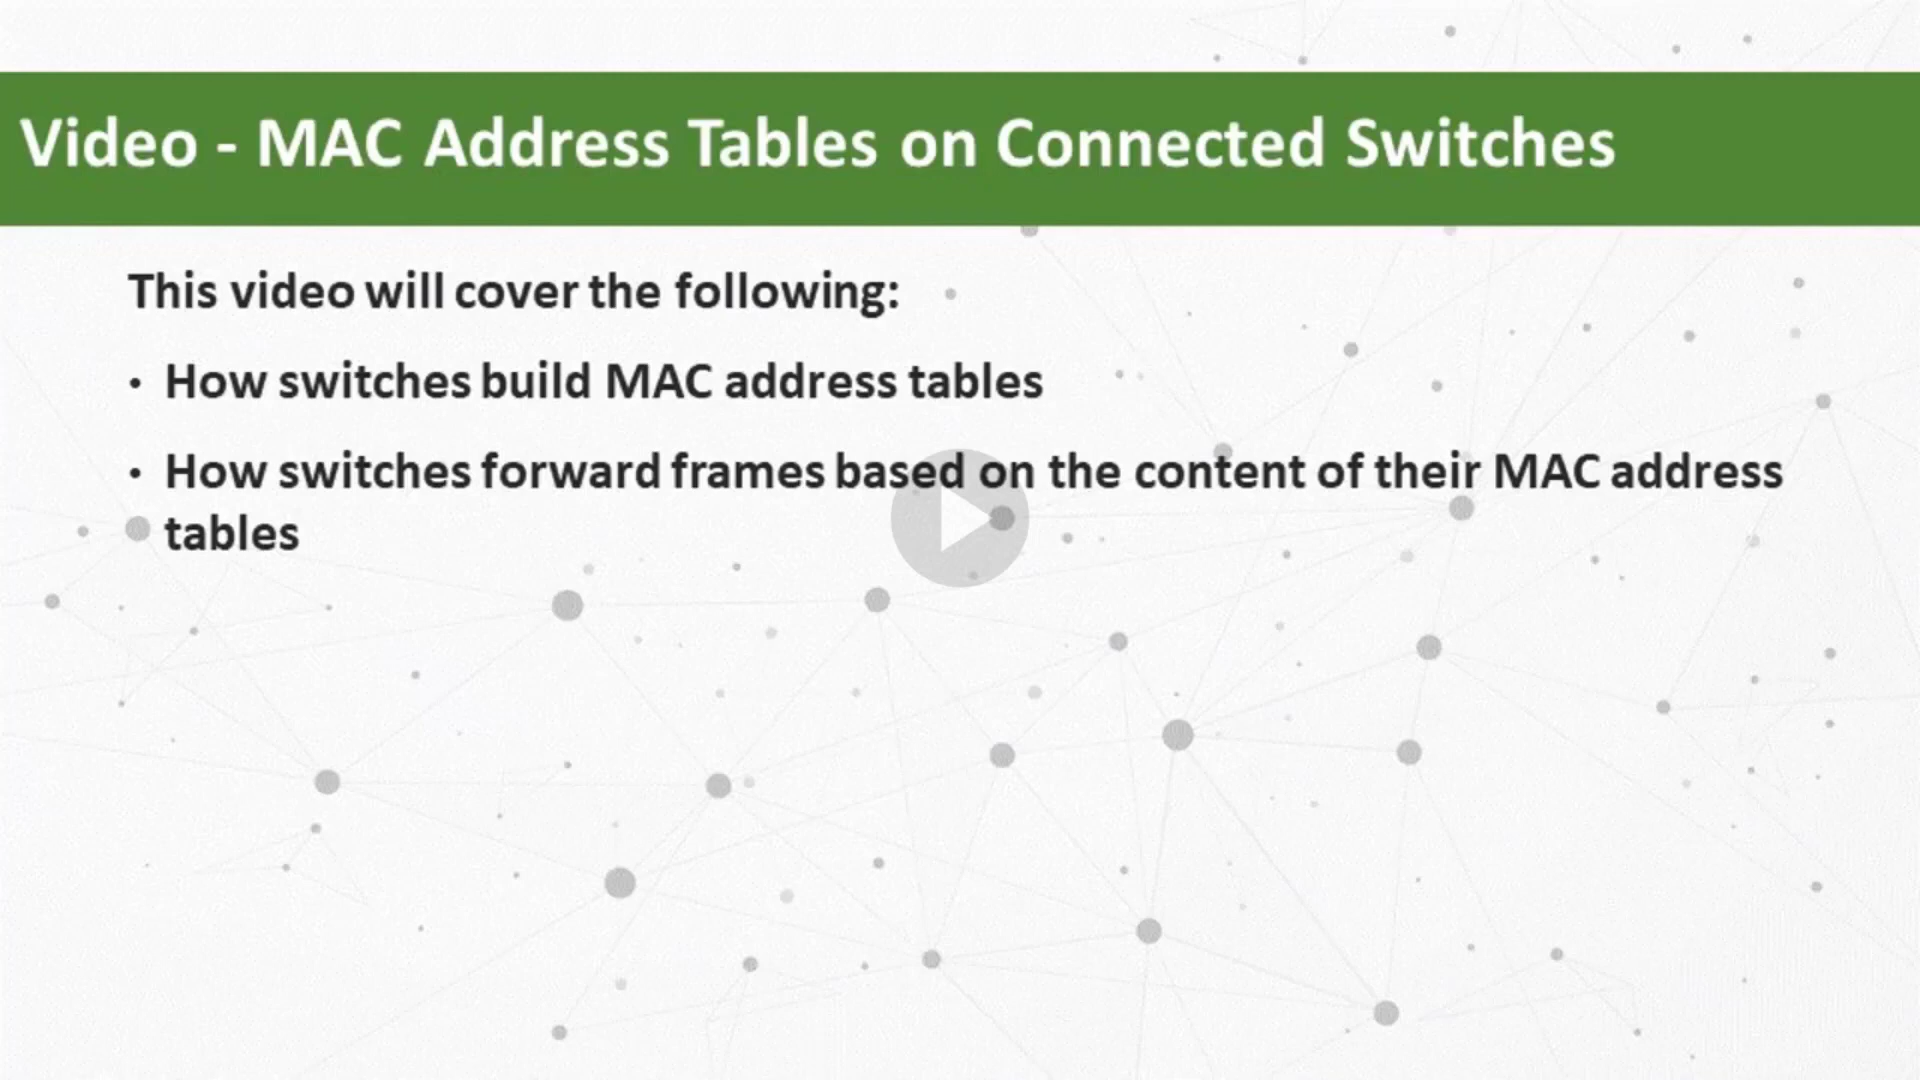 Video - MAC Address Tables on Connected Switches
This video will cover the following:
• How switches build MAC address tables
• How switches forward frames based on the content of their MAC address
tables